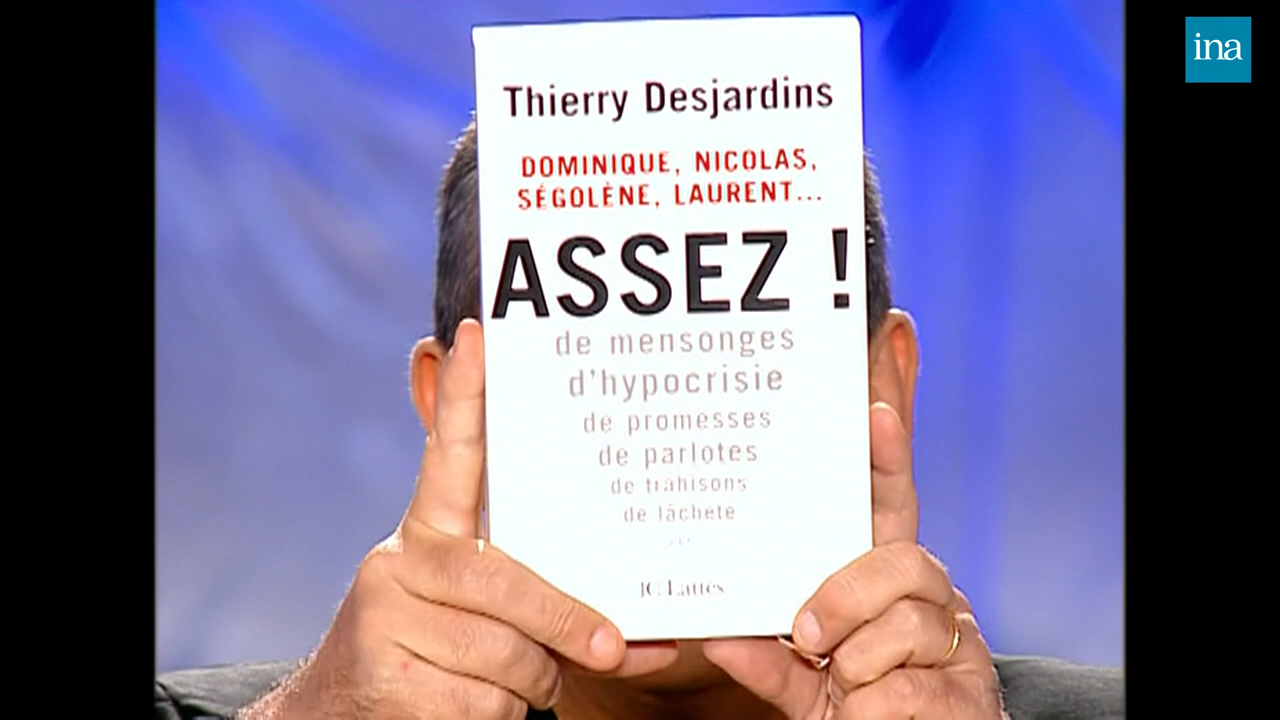 Thierry Desjardins
DOMINIQUE, NICOLAS,
SÉGOLÈNE, LAURENT...
ASSEZ !
de mensonges
d'hypocrisie
de promesses
de parlotes
de trahisons
de lâcheté
...
JC Lattès
ina